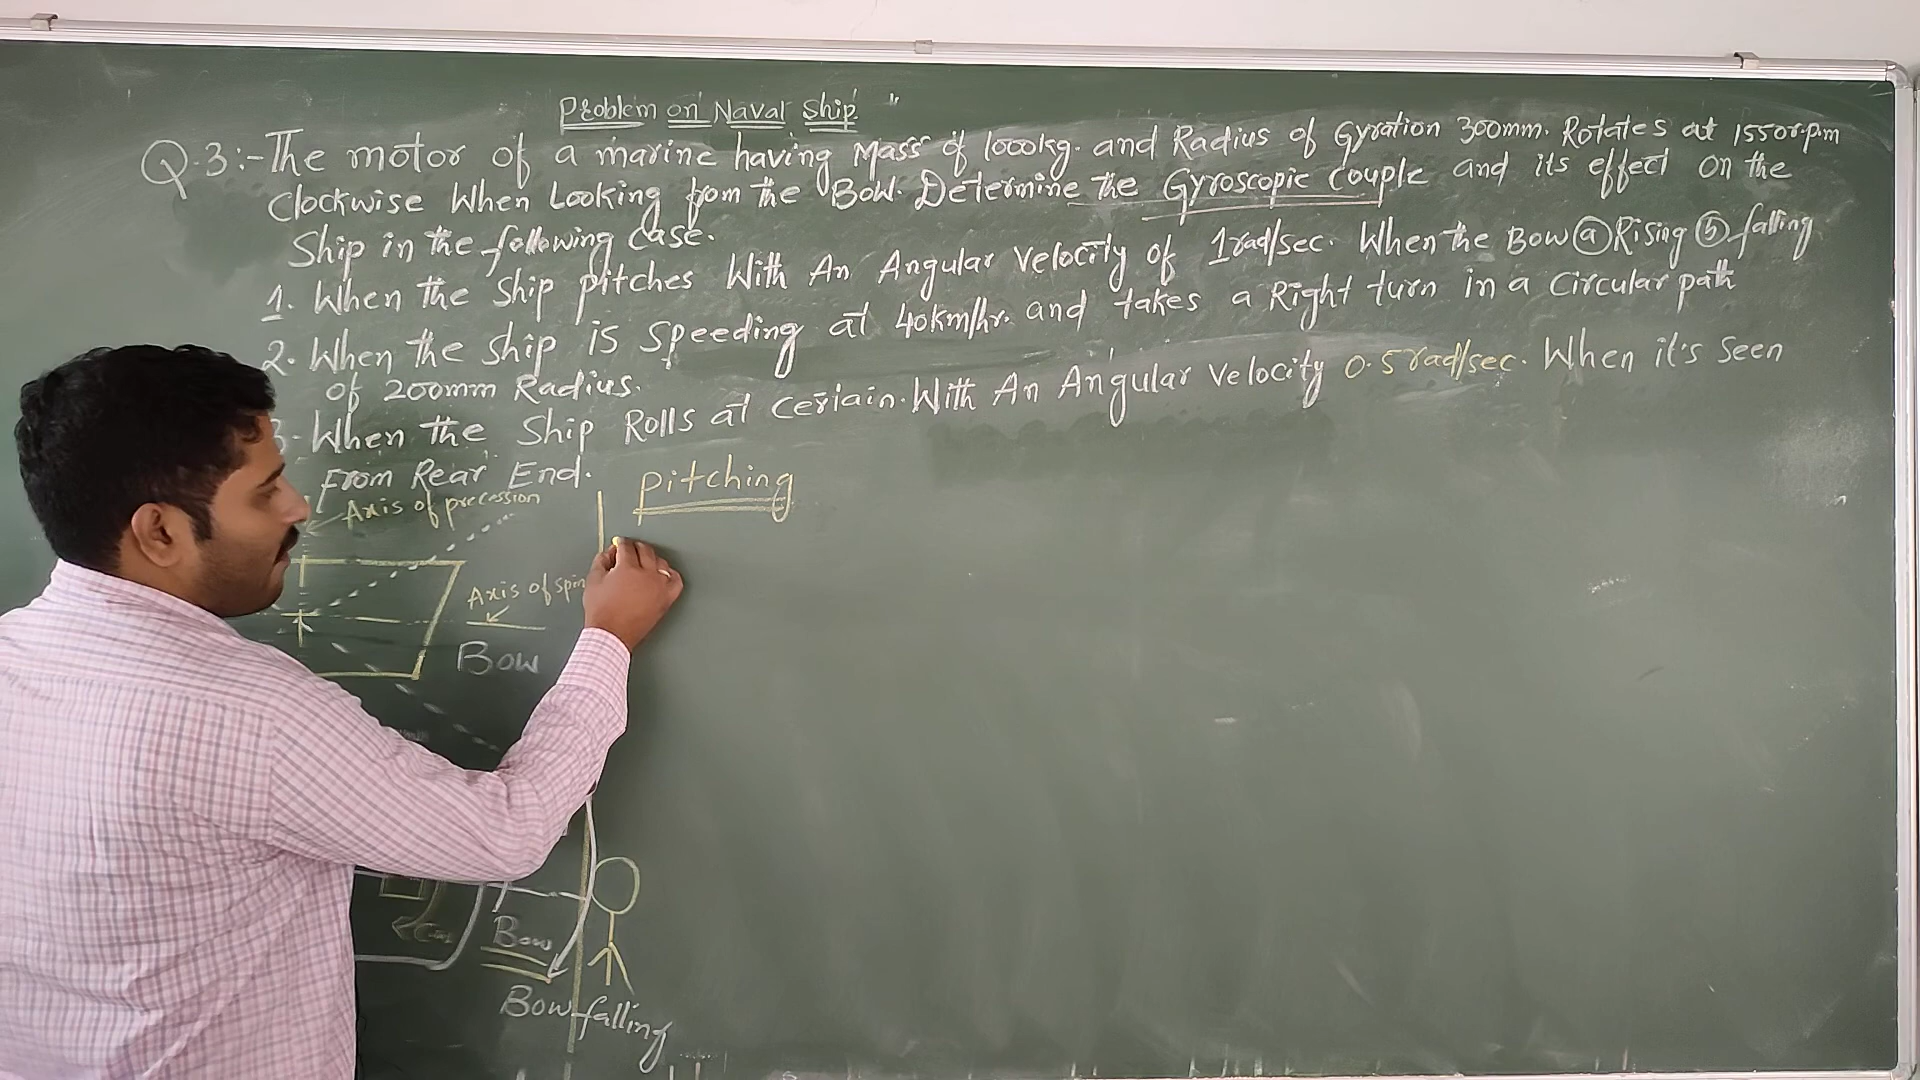 Problem on Naval Ship "
Q.3:- The motor of a marine having Mass of 1000kg. and Radius of Gyration 300mm. Rotates at 1550r.p.m
Clockwise When Looking from the Bow. Determine the Gyroscopic Couple and its effect on the
Ship in the following Case.
1. When the Ship pitches With An Angular Velocity of 1rad/sec. When the Bow ⓐ Rising ⓑ falling
2. When the Ship is Speeding at 40km/hr. and takes a Right turn in a Circular path
of 200mm Radius.
3. When the Ship Rolls at Certain. With An Angular Velocity 0.5 rad/sec. When it's Seen
From Rear End.
Pitching
Axis of precession
Axis of spin
Bow
Bow
Bow falling